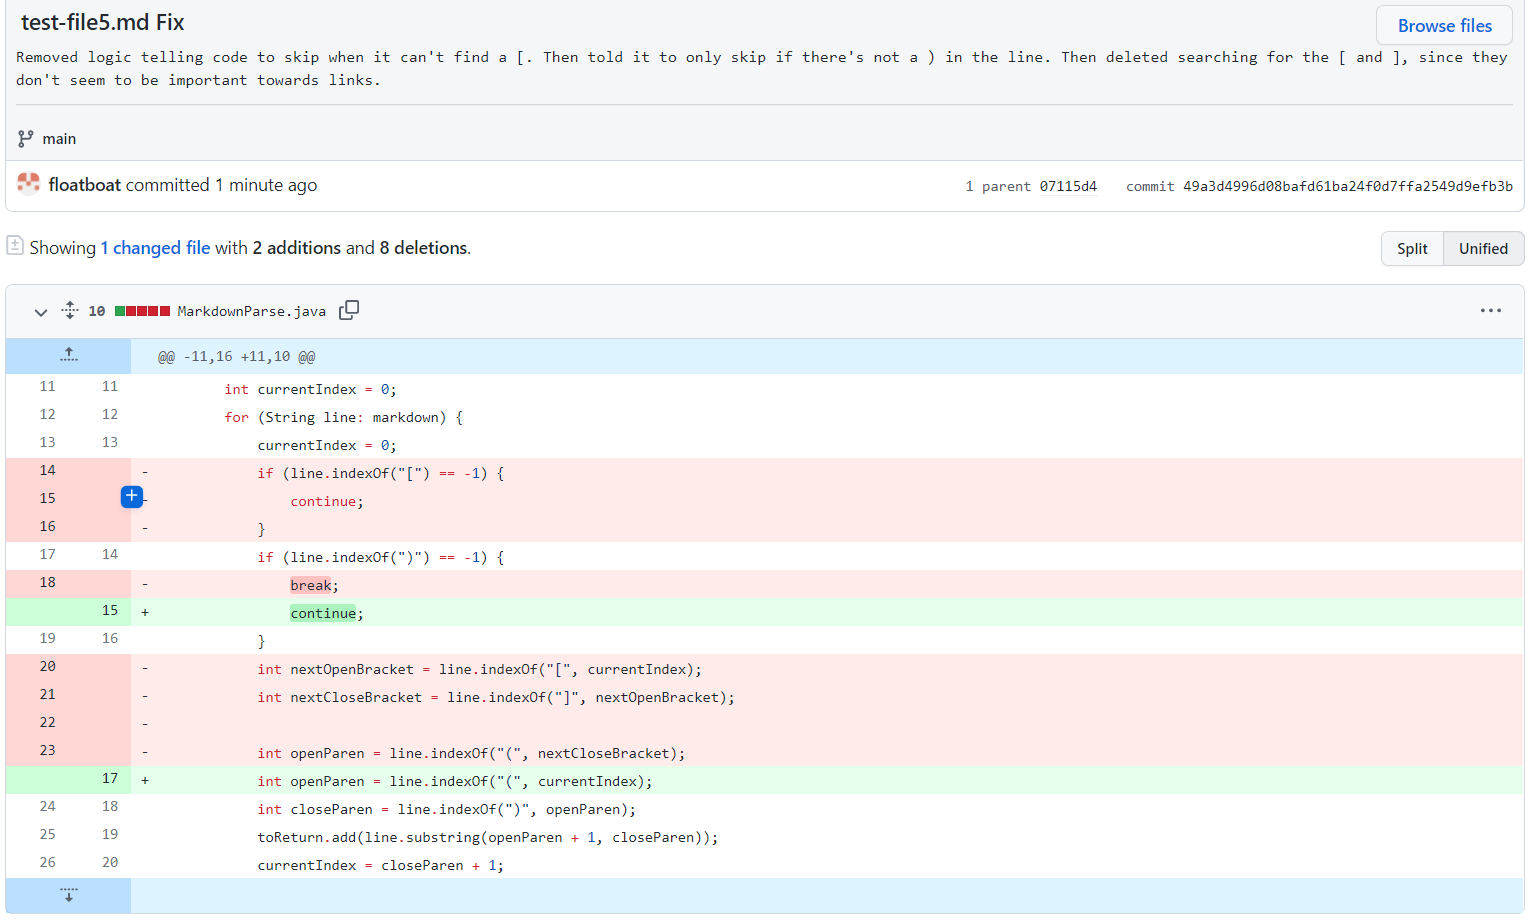 test-file5.md Fix
Browse files
Removed logic telling code to skip when it can't find a [. Then told it to only skip if there's not a ) in the line. Then deleted searching for the [ and ], since they
don't seem to be important towards links.
main
floatboat committed 1 minute ago
1 parent 07115d4 commit 49a3d4996d08bafd61ba24f0d7ffa2549d9efb3b
Showing 1 changed file with 2 additions and 8 deletions.
Split Unified
10 MarkdownParse.java
@@ -11,16 +11,10 @@
11 11 int currentIndex = 0;
12 12 for (String line: markdown) {
13 13 currentIndex = 0;
14 - if (line.indexOf("[") == -1) {
15 - continue;
16 - }
17 14 if (line.indexOf(")") == -1) {
18 - break;
15 + continue;
19 16 }
20 - int nextOpenBracket = line.indexOf("[", currentIndex);
21 - int nextCloseBracket = line.indexOf("]", nextOpenBracket);
22 -
23 - int openParen = line.indexOf("(", nextCloseBracket);
17 + int openParen = line.indexOf("(", currentIndex);
24 18 int closeParen = line.indexOf(")", openParen);
25 19 toReturn.add(line.substring(openParen + 1, closeParen));
26 20 currentIndex = closeParen + 1;